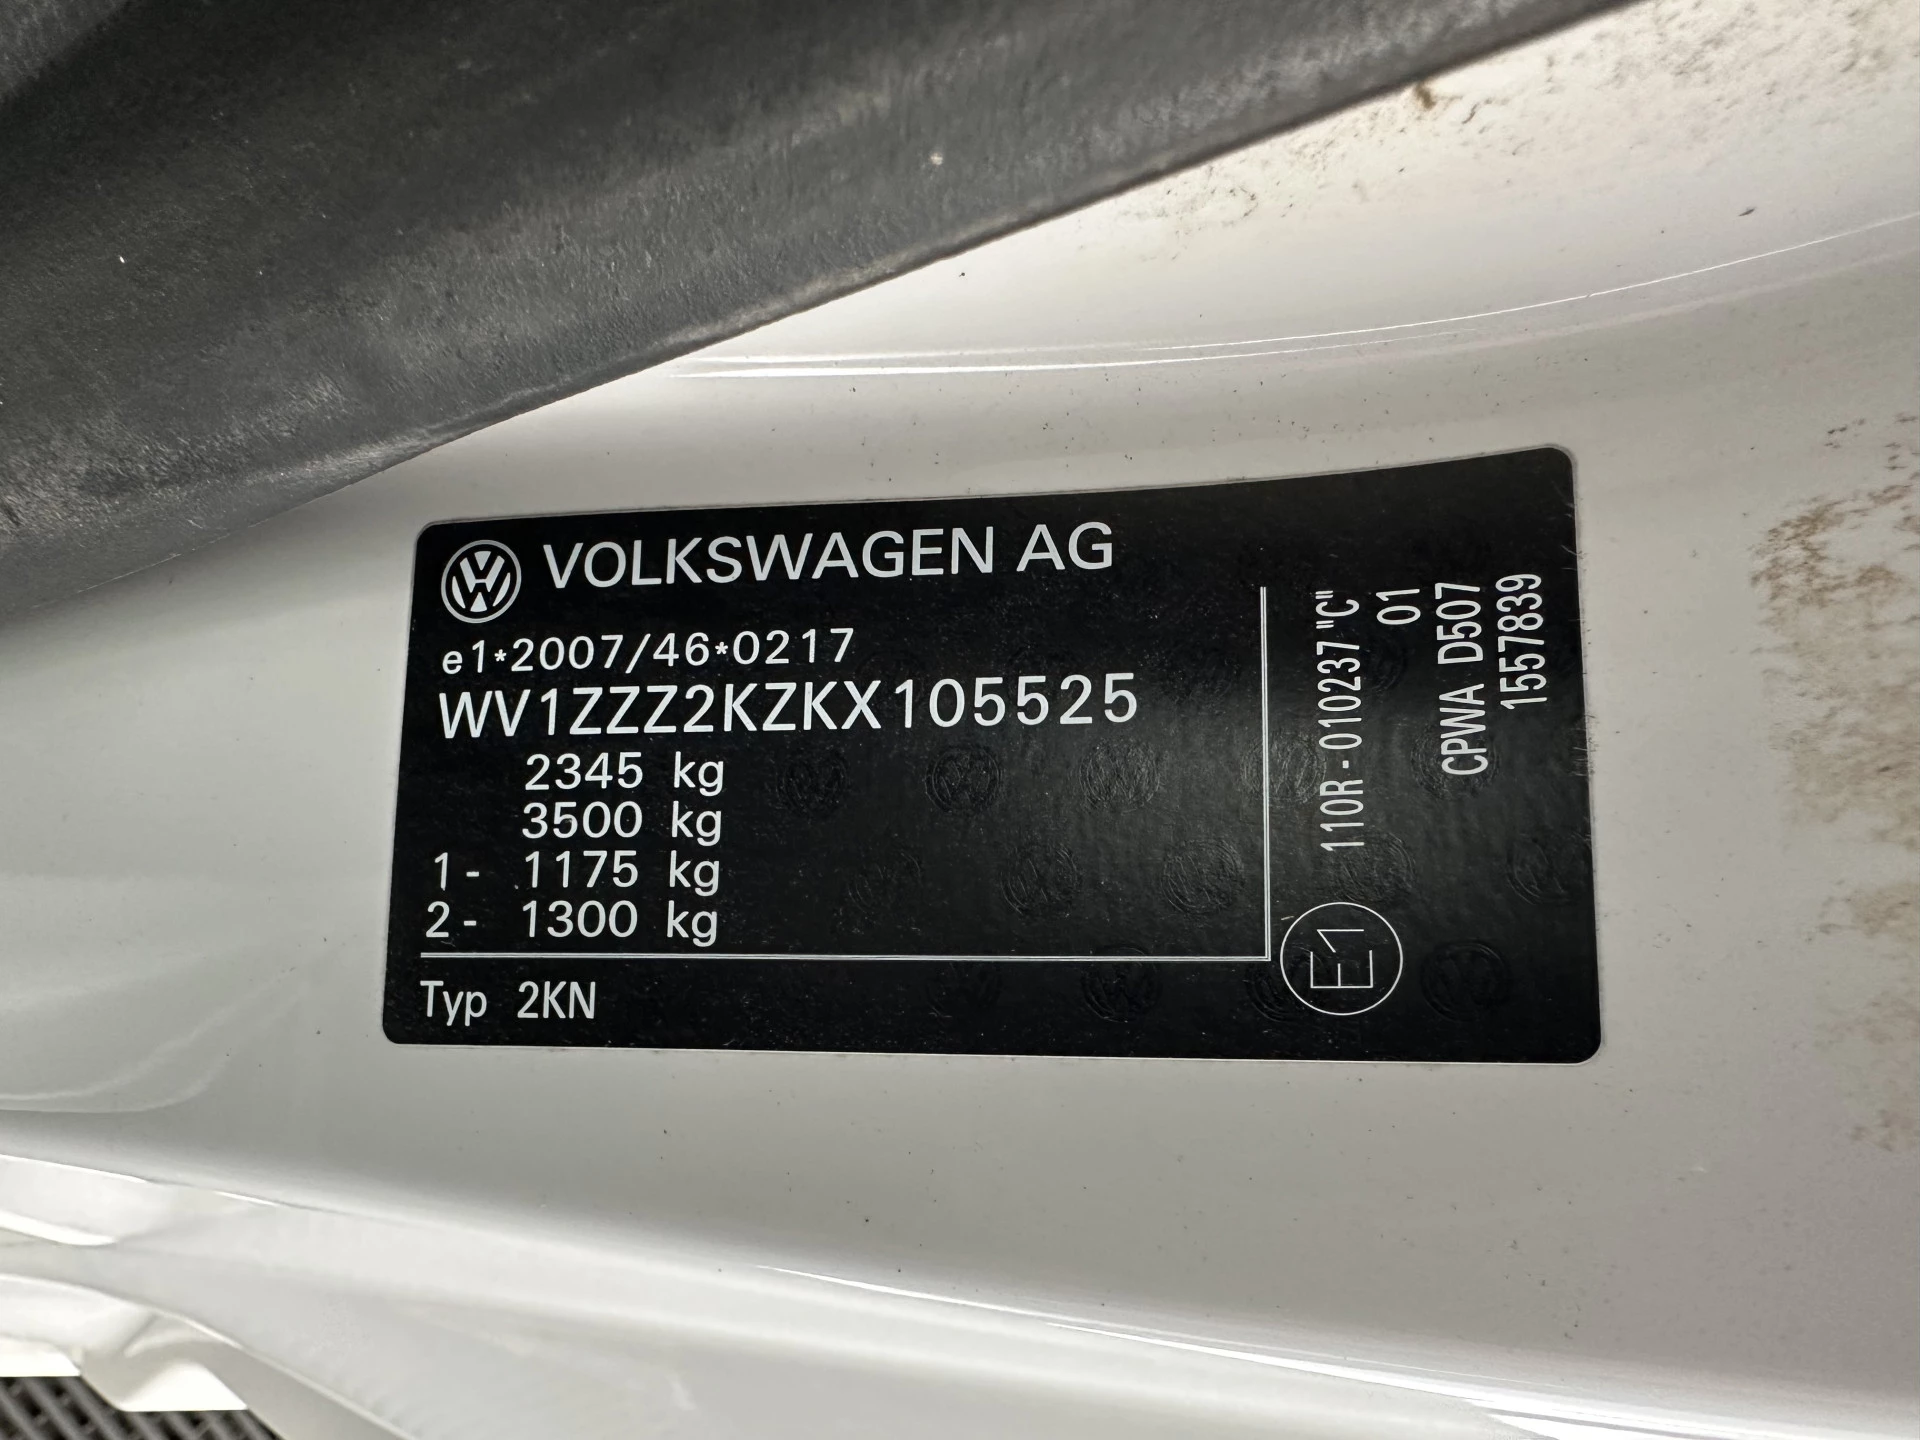 VOLKSWAGEN AG
e1*2007/46*0217
WV1ZZZ2KZKX105525
2345 kg
3500 kg
1- 1175 kg
2- 1300 kg
Typ 2KN
E1 110R-010237 "C"
01
CPWA D507
1557839